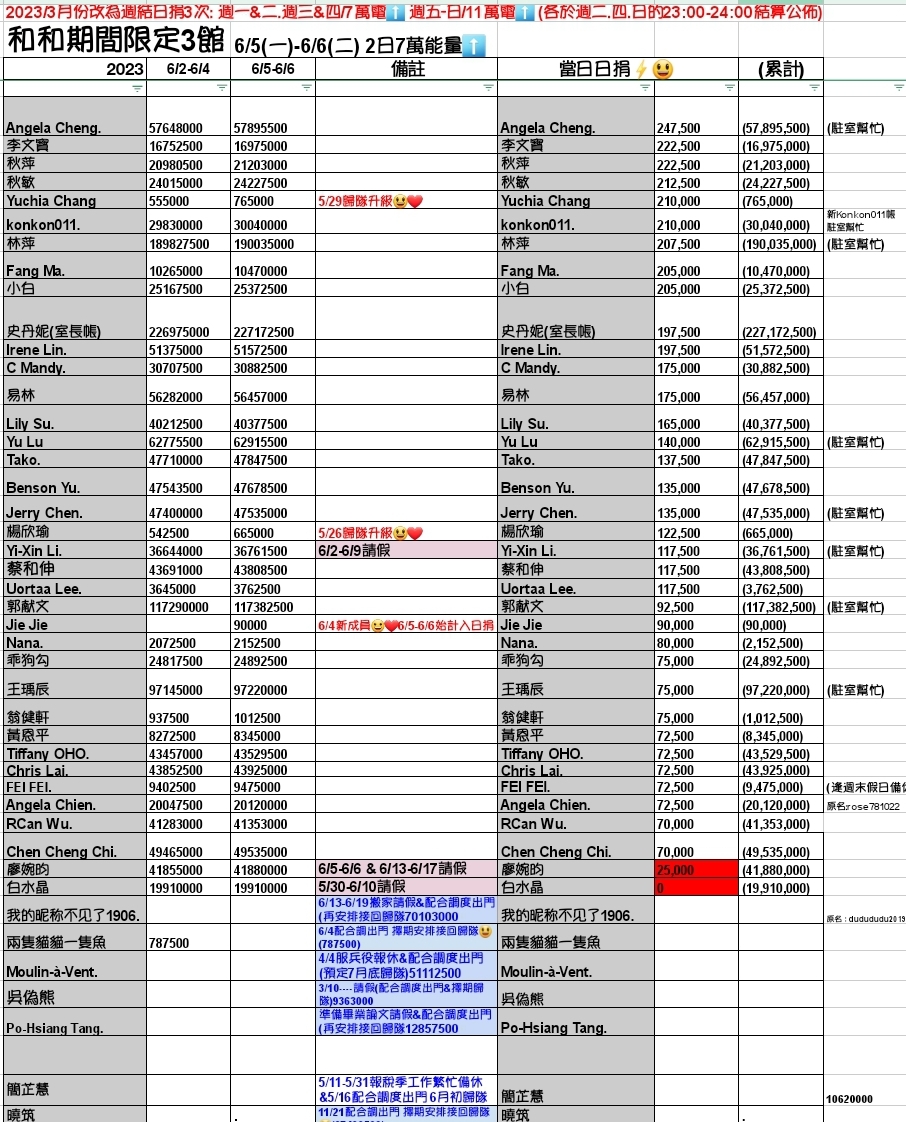 2023/3月份改為週結日捐3次: 週一&二.週三&四/7萬電⬆️ 週五-日/11萬電⬆️ (各於週二.四.日的23:00-24:00結算公佈)
和和期間限定3館 6/5(一)-6/6(二) 2日7萬能量⬆️
2023 6/2-6/4 6/5-6/6 備註 當日日捐⚡😃 (累計)
Angela Cheng. 57648000 57895500 Angela Cheng. 247,500 (57,895,500) (駐室幫忙)
李文寶 16752500 16975000 李文寶 222,500 (16,975,000)
秋萍 20980500 21203000 秋萍 222,500 (21,203,000)
秋敏 24015000 24227500 秋敏 212,500 (24,227,500)
Yuchia Chang 555000 765000 5/29歸隊升級😃❤️ Yuchia Chang 210,000 (765,000)
konkon011. 29830000 30040000 konkon011. 210,000 (30,040,000) 新Konkon011帳
駐室幫忙
林萍 189827500 190035000 林萍 207,500 (190,035,000) (駐室幫忙)
Fang Ma. 10265000 10470000 Fang Ma. 205,000 (10,470,000)
小白 25167500 25372500 小白 205,000 (25,372,500)
史丹妮(室長帳) 226975000 227172500 史丹妮(室長帳) 197,500 (227,172,500)
Irene Lin. 51375000 51572500 Irene Lin. 197,500 (51,572,500)
C Mandy. 30707500 30882500 C Mandy. 175,000 (30,882,500)
易林 56282000 56457000 易林 175,000 (56,457,000)
Lily Su. 40212500 40377500 Lily Su. 165,000 (40,377,500)
Yu Lu 62775500 62915500 Yu Lu 140,000 (62,915,500) (駐室幫忙)
Tako. 47710000 47847500 Tako. 137,500 (47,847,500)
Benson Yu. 47543500 47678500 Benson Yu. 135,000 (47,678,500)
Jerry Chen. 47400000 47535000 Jerry Chen. 135,000 (47,535,000) (駐室幫忙)
楊欣瑜 542500 665000 5/26歸隊升級😃❤️ 楊欣瑜 122,500 (665,000)
Yi-Xin Li. 36644000 36761500 6/2-6/9請假 Yi-Xin Li. 117,500 (36,761,500) (駐室幫忙)
蔡和伸 43691000 43808500 蔡和伸 117,500 (43,808,500)
Uortaa Lee. 3645000 3762500 Uortaa Lee. 117,500 (3,762,500)
郭献文 117290000 117382500 郭献文 92,500 (117,382,500) (駐室幫忙)
Jie Jie 90000 6/4新成員😃❤️6/5-6/6始計入日捐 Jie Jie 90,000 (90,000)
Nana. 2072500 2152500 Nana. 80,000 (2,152,500)
乖狗勾 24817500 24892500 乖狗勾 75,000 (24,892,500)
王瑀辰 97145000 97220000 王瑀辰 75,000 (97,220,000) (駐室幫忙)
翁健軒 937500 1012500 翁健軒 75,000 (1,012,500)
黃恩平 8272500 8345000 黃恩平 72,500 (8,345,000)
Tiffany OHO. 43457000 43529500 Tiffany OHO. 72,500 (43,529,500)
Chris Lai. 43852500 43925000 Chris Lai. 72,500 (43,925,000)
FEI FEI. 9402500 9475000 FEI FEI. 72,500 (9,475,000) (逢週末假日備休
Angela Chien. 20047500 20120000 Angela Chien. 72,500 (20,120,000) 原名:rose781022
RCan Wu. 41283000 41353000 RCan Wu. 70,000 (41,353,000)
Chen Cheng Chi. 49465000 49535000 Chen Cheng Chi. 70,000 (49,535,000)
廖婉昀 41855000 41880000 6/5-6/6 & 6/13-6/17請假 廖婉昀 25,000 (41,880,000)
白水晶 19910000 19910000 5/30-6/10請假 白水晶 0 (19,910,000)
我的昵称不见了1906. 6/13-6/19搬家請假&配合調度出門
(再安排接回歸隊70103000 我的昵称不见了1906. 原名：dudududu2019
兩隻貓貓一隻魚 787500 6/4配合調出門 擇期安排接回歸隊😃
(787500) 兩隻貓貓一隻魚
Moulin-à-Vent. 4/4服兵役報休&配合調度出門
(預定7月底歸隊)51112500 Moulin-à-Vent.
吳偽熊 3/10----請假(配合調度出門&擇期歸
隊)9363000 吳偽熊
Po-Hsiang Tang. 準備畢業論文請假&配合調度出門
(再安排接回歸隊12857500 Po-Hsiang Tang.
簡芷慧 5/11-5/31報稅季工作繁忙備休
&5/16配合調度出門 6月初歸隊 簡芷慧 10620000
曉筑 . 11/21配合調出門 擇期安排接回歸隊 曉筑 .